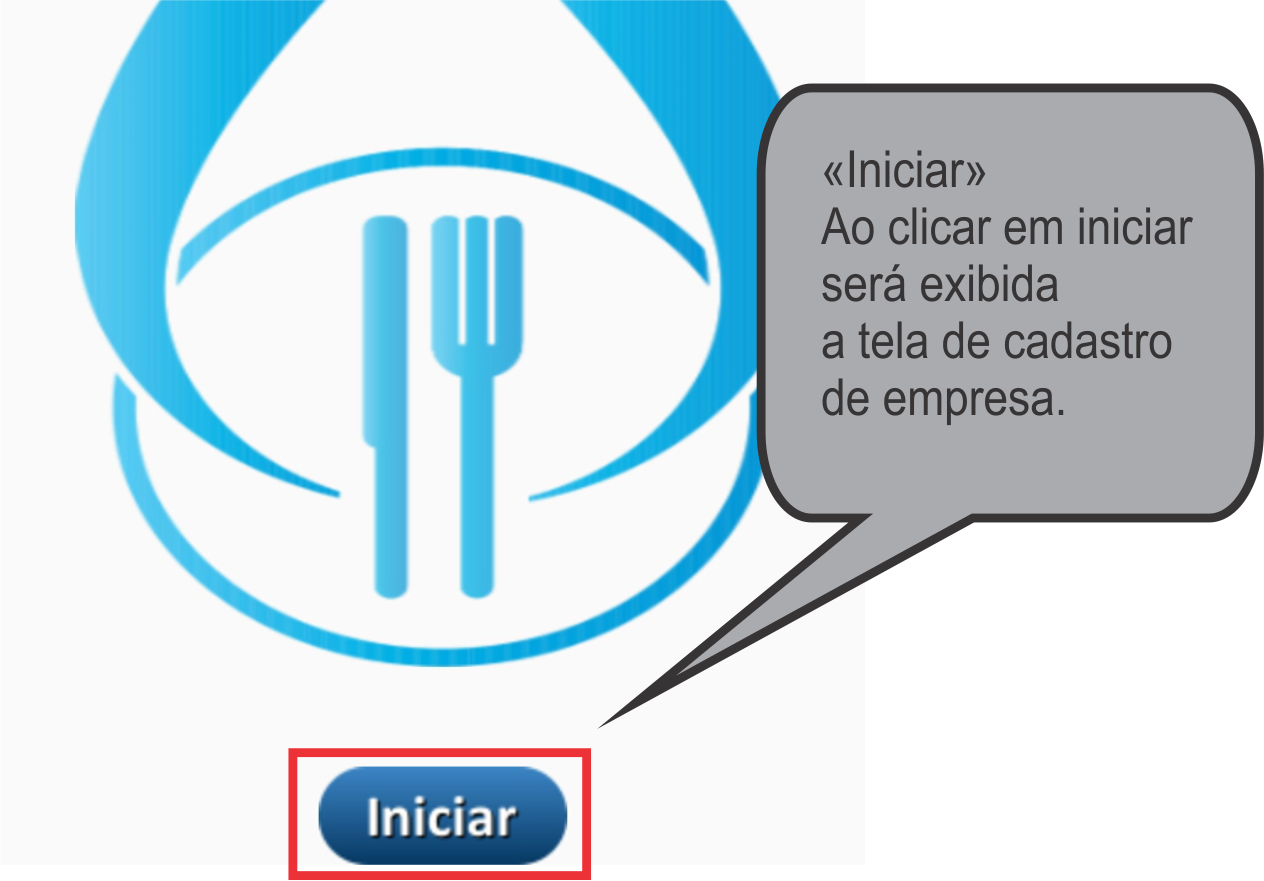 «Iniciar»
Ao clicar em iniciar
será exibida
a tela de cadastro
de empresa.
Iniciar